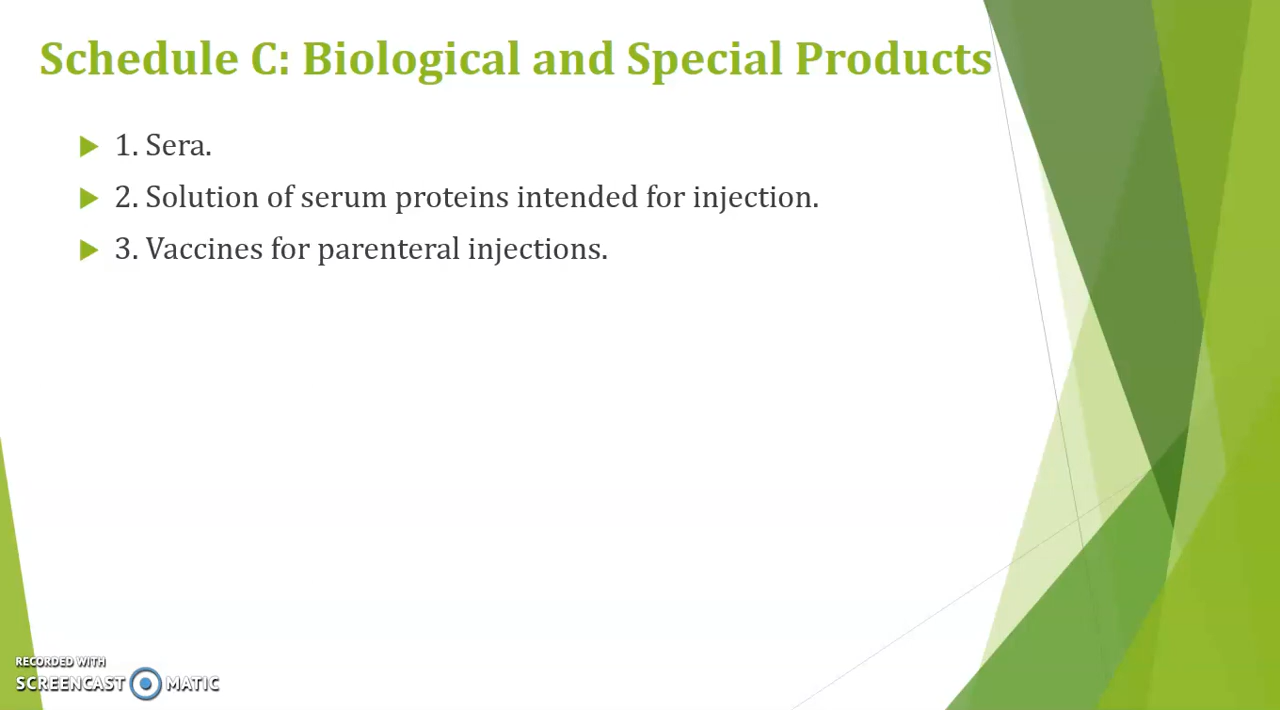 Schedule C: Biological and Special Products
1. Sera.
2. Solution of serum proteins intended for injection.
3. Vaccines for parenteral injections.
RECORDED WITH
SCREENCAST MATIC